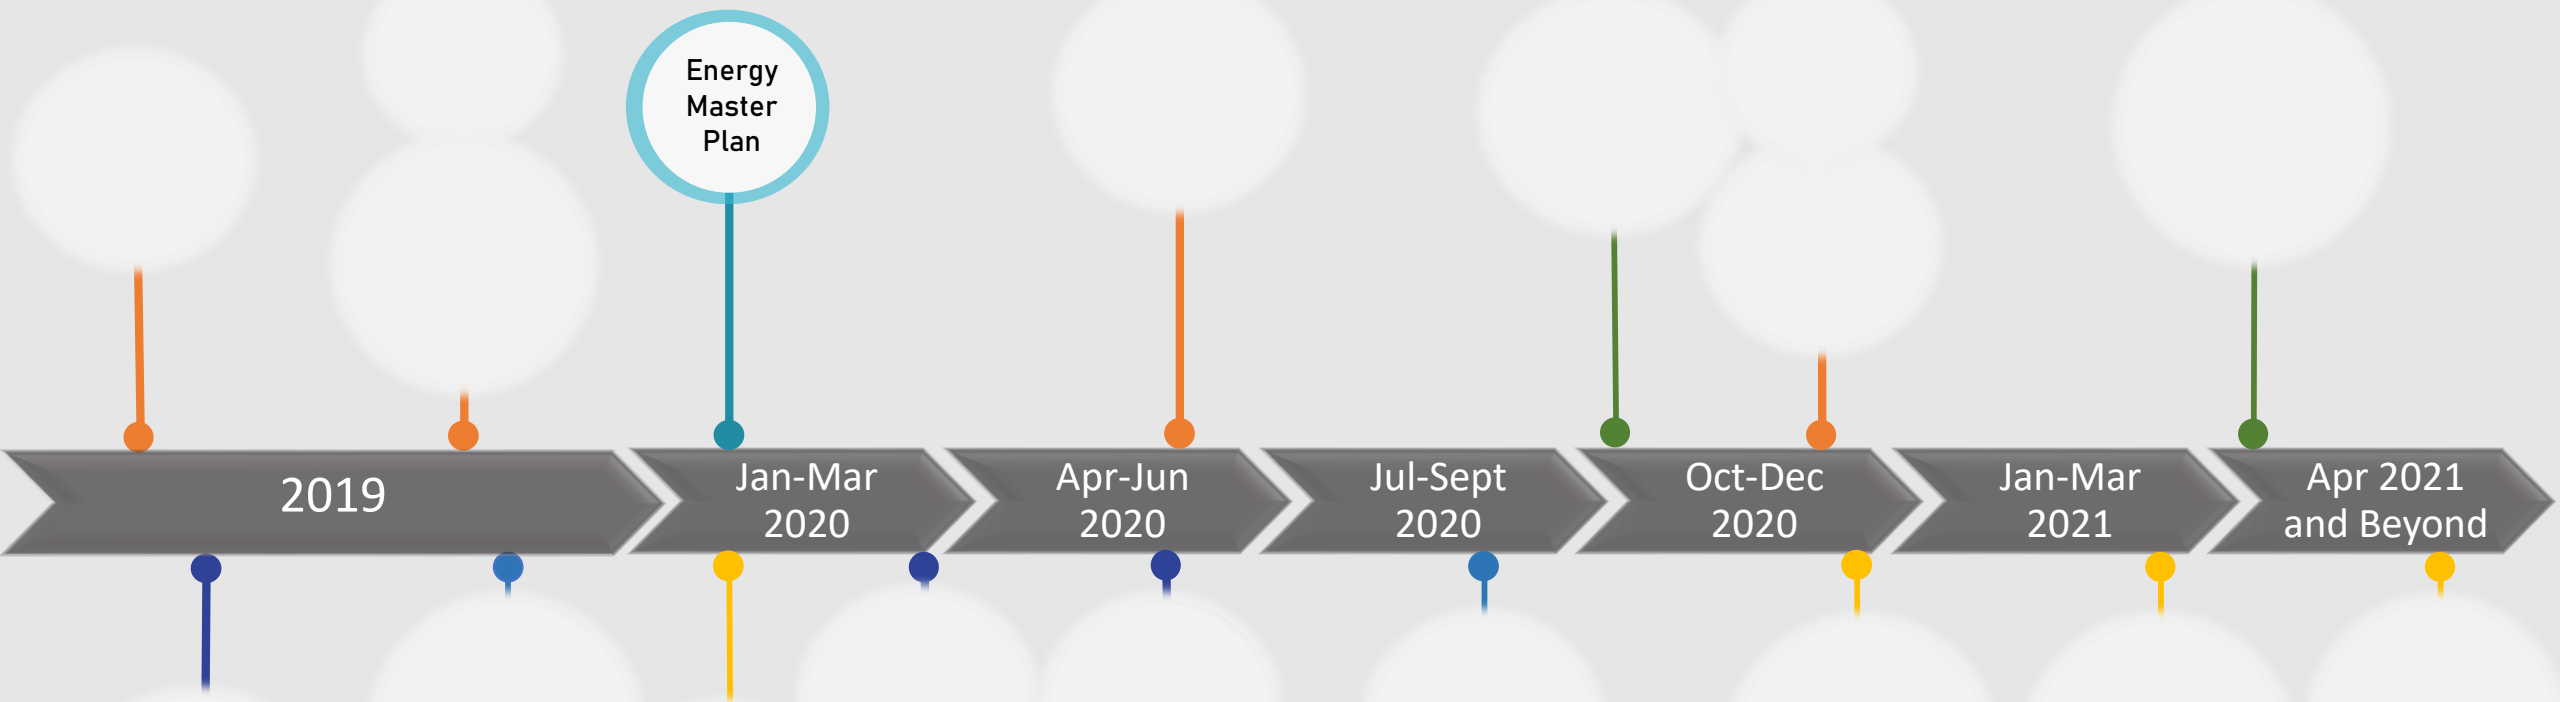 Energy
Master
Plan
2019
Jan-Mar
2020
Apr-Jun
2020
Jul-Sept
2020
Oct-Dec
2020
Jan-Mar
2021
Apr 2021
and Beyond